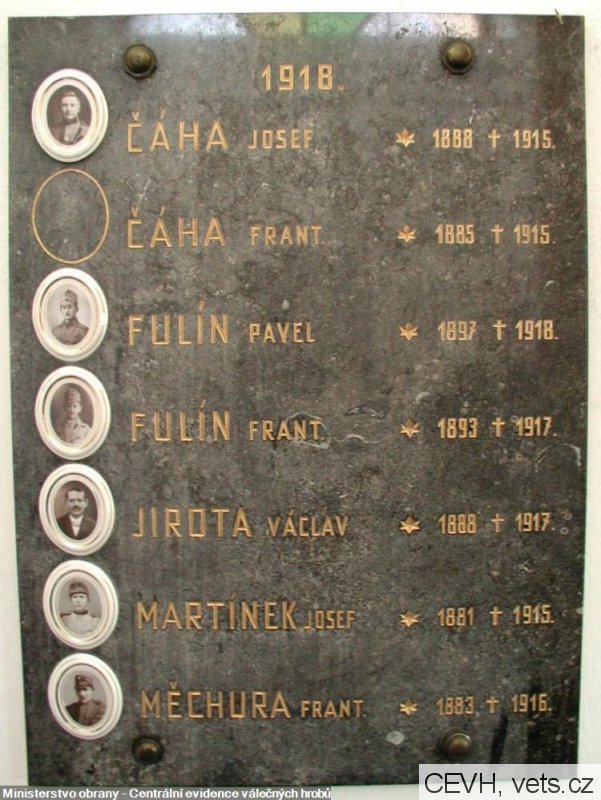 1918.
ČÁHA JOSEF * 1888 † 1915.
ČÁHA FRANT. * 1885 † 1915.
FULÍN PAVEL * 1897 † 1918.
FULÍN FRANT. * 1893 † 1917.
JIROTA VÁCLAV * 1888 † 1917.
MARTÍNEK JOSEF * 1881 † 1915.
MĚCHURA FRANT. * 1883 † 1916.
Ministerstvo obrany - Centrální evidence válečných hrobů
CEVH, vets.cz